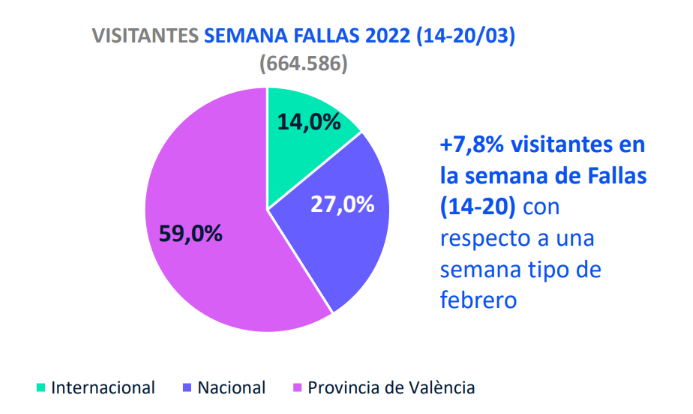 VISITANTES SEMANA FALLAS 2022 (14-20/03)
(664.586)
14,0%
27,0%
59,0%
+7,8% visitantes en
la semana de Fallas
(14-20) con
respecto a una
semana tipo de
febrero
Internacional
Nacional
Provincia de València